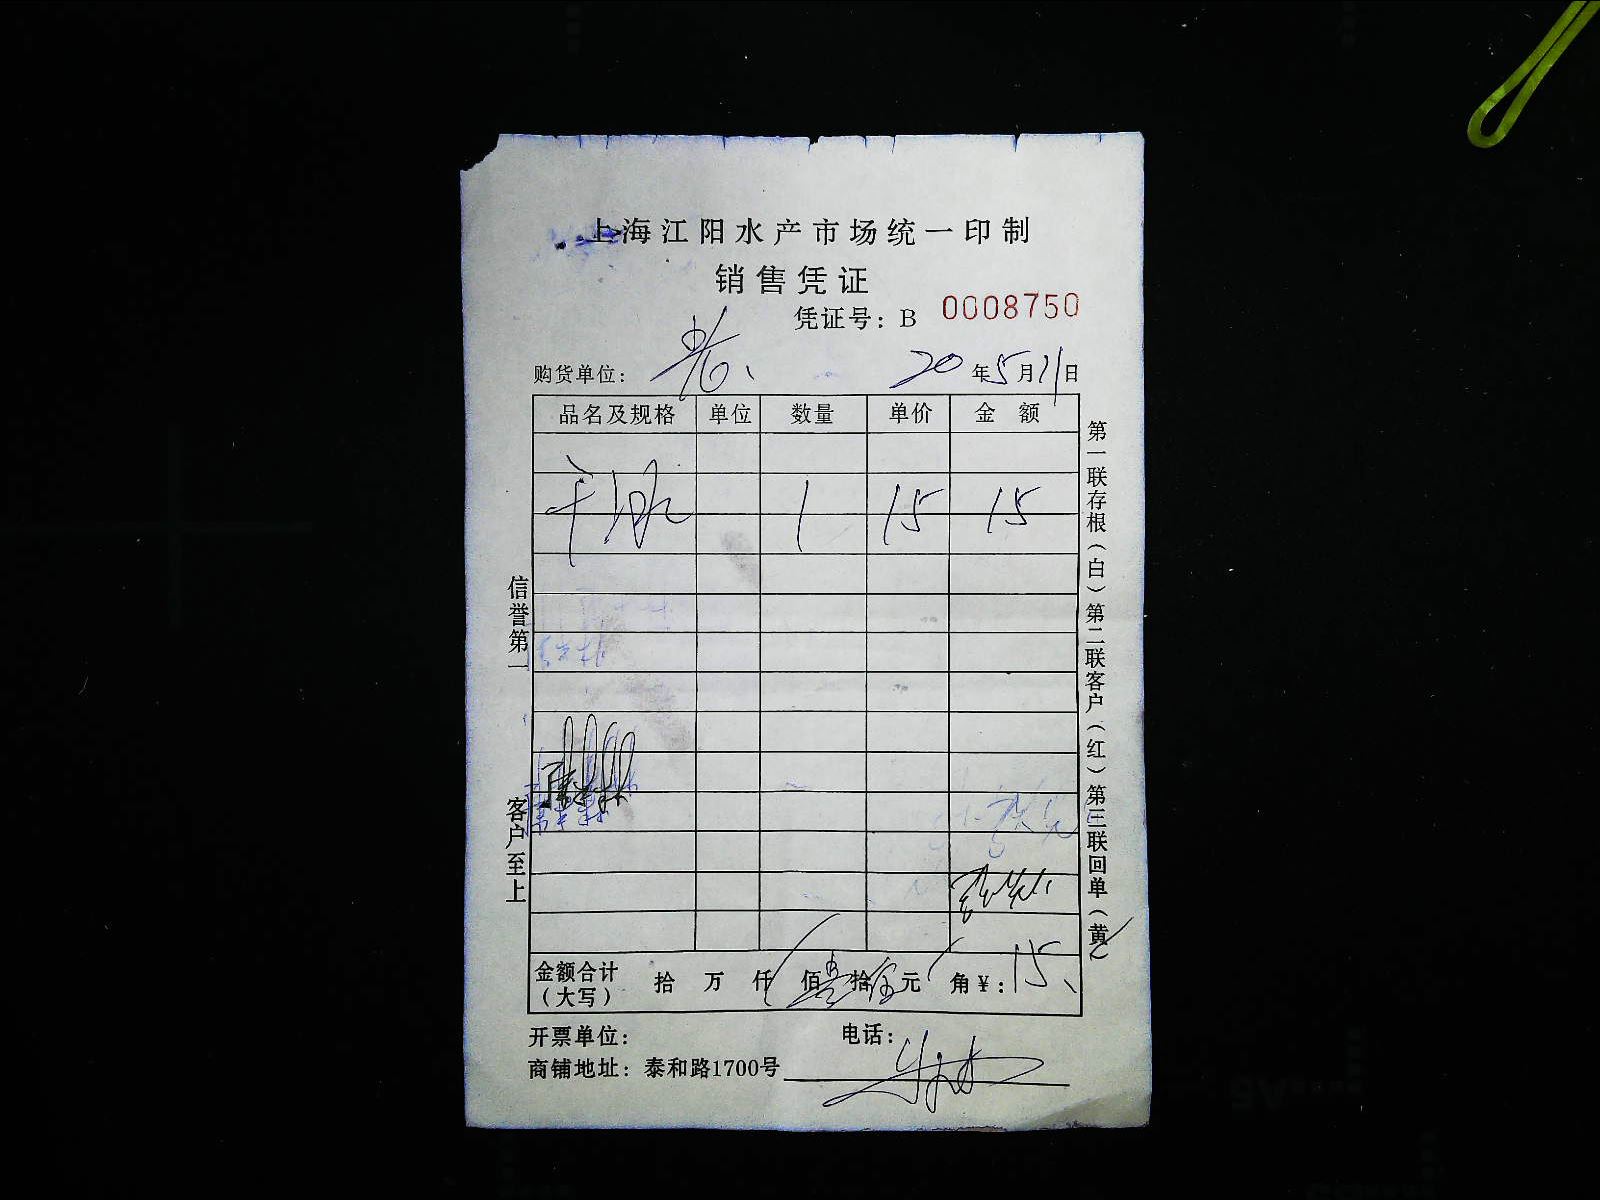 上海江阳水产市场统一印制
销售凭证
凭证号：B 0008750
购货单位： 20年5月21日
品名及规格 单位 数量 单价 金 额
1 15 15
金额合计（大写） 拾 万 仟 佰 壹拾 伍元 角¥：15、
开票单位： 电话：
商铺地址：泰和路1700号
信誉第一 客户至上
第一联存根（白）第二联客户（红）第三联回单（黄）